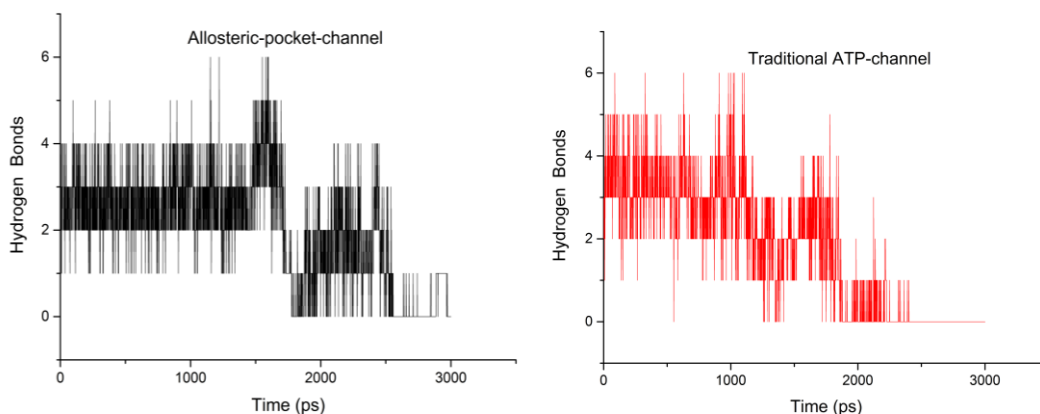 Allosteric-pocket-channel
6
4
2
0
Hydrogen Bonds
0 1000 2000 3000
Time (ps)
Traditional ATP-channel
6
4
2
0
Hydrogen Bonds
0 1000 2000 3000
Time (ps)